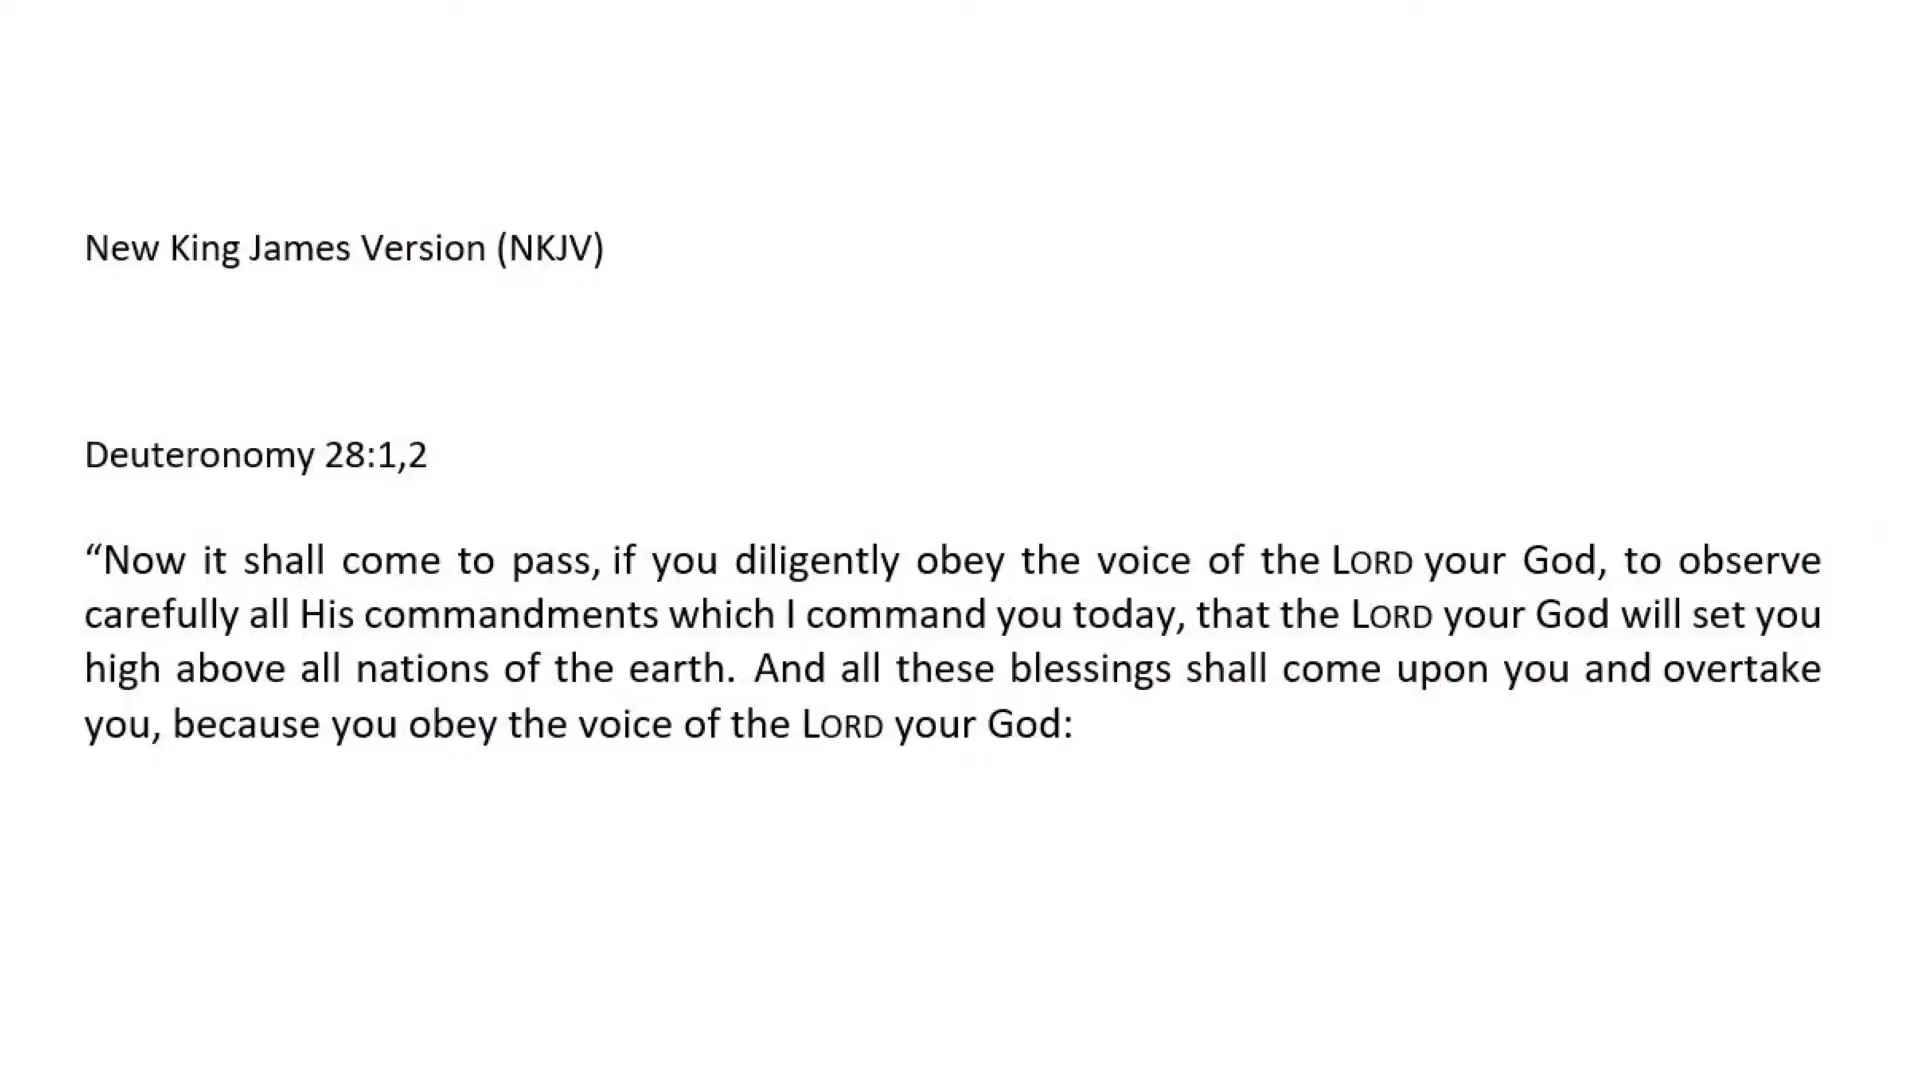 New King James Version (NKJV)
Deuteronomy 28:1,2
“Now it shall come to pass, if you diligently obey the voice of the LORD your God, to observe
carefully all His commandments which I command you today, that the LORD your God will set you
high above all nations of the earth. And all these blessings shall come upon you and overtake
you, because you obey the voice of the LORD your God: